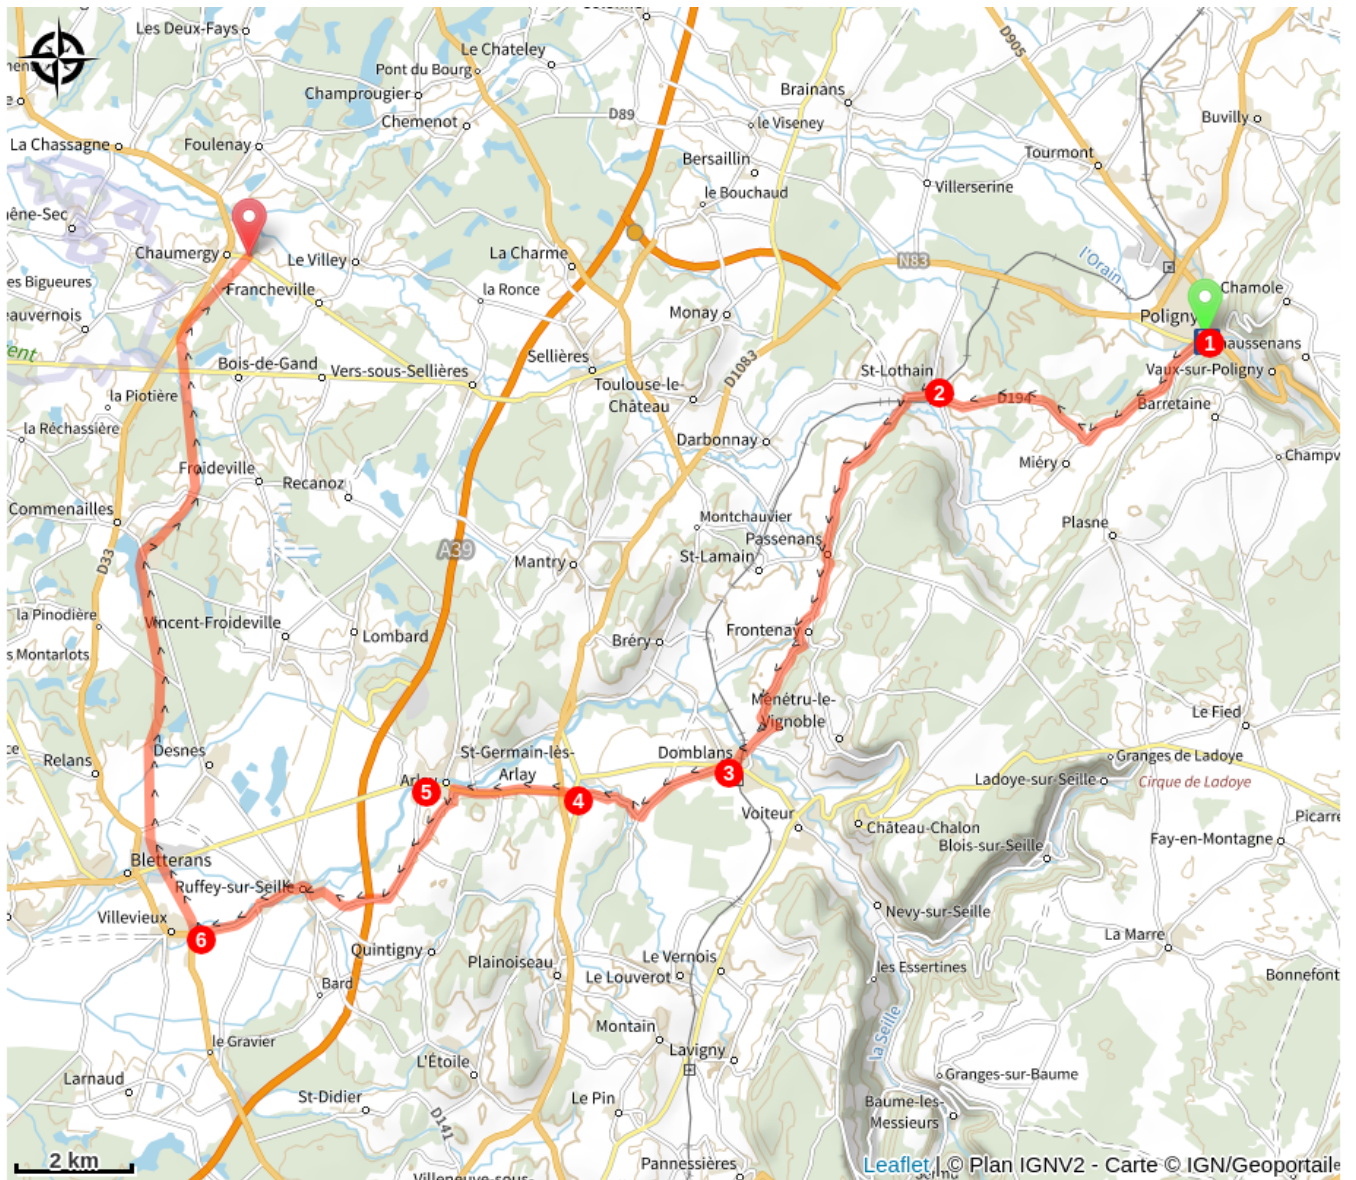 Les Deux-Fays
Le Chateley
Pont du Bourg
Champrougier
Chemenot
D89
D905
Brainans
le Viseney
Buvilly
La Chassagne
Foulenay
Bersaillin
le Bouchaud
Tourmont
Villerserine
Chaumergy
Le Villey
La Charme
N83
l'Orain
Francheville
la Ronce
Monay
Poligny
Chamole
1
Sellières
Bois-de-Gand
Vers-sous-Sellières
D1083
St-Lothain
Vaux-sur-Poligny
la Piotière
Toulouse-le-
Château
2
D194
Barretaine
la Réchassière
Darbonnay
Froideville
Recanoz
Miéry
Commenailles
Montchauvier
Passenans
Plasne
A39
D33
Mantry
St-Lamain
la Pinodière
Vincent-Froideville
Lombard
Bréry
Frontenay
Ménétru-le-
Vignoble
Le Fied
Relans
Desnes
St-Germain-lès-
Arlay
Domblans
Granges de Ladoye
Ladoye-sur-Seille
Cirque de Ladoye
3
5
4
Voiteur
Château-Chalon
Blois-sur-Seille
Fay-en-Montagne
Bletterans
Ruffey-sur-Seille
Villevieux
6
Quintigny
Nevy-sur-Seille
La Marre
Plainoiseau
Le Vernois
Le Louverot
les Essertines
Bonnefont
Bard
la Seille
le Gravier
Montain
Lavigny
Larnaud
L'Étoile
St-Didier
Le Pin
D141
Granges-sur-Baume
Baume-les-
Messieurs
Pannessières
2 km
Leaflet | © Plan IGNV2 - Carte © IGN/Geoportail